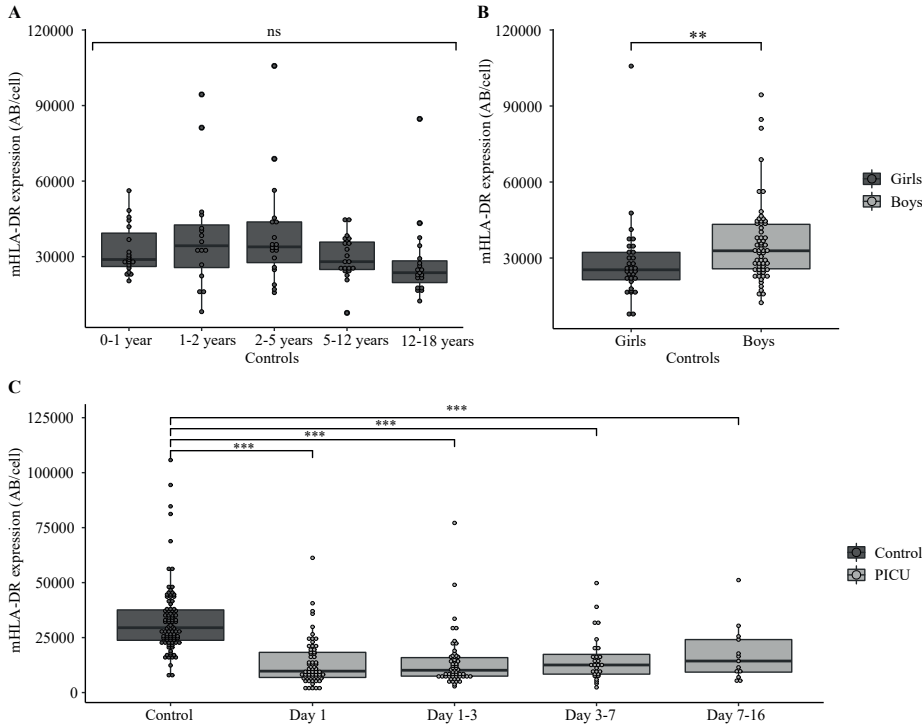 A
120000
90000
60000
30000
mHLA-DR expression (AB/cell)
ns
0-1 year 1-2 years 2-5 years 5-12 years 12-18 years
Controls
B
120000
90000
60000
30000
mHLA-DR expression (AB/cell)
**
Girls Boys
Controls
Girls
Boys
C
125000
100000
75000
50000
25000
0
mHLA-DR expression (AB/cell)
***
***
***
***
Control Day 1 Day 1-3 Day 3-7 Day 7-16
Control
PICU